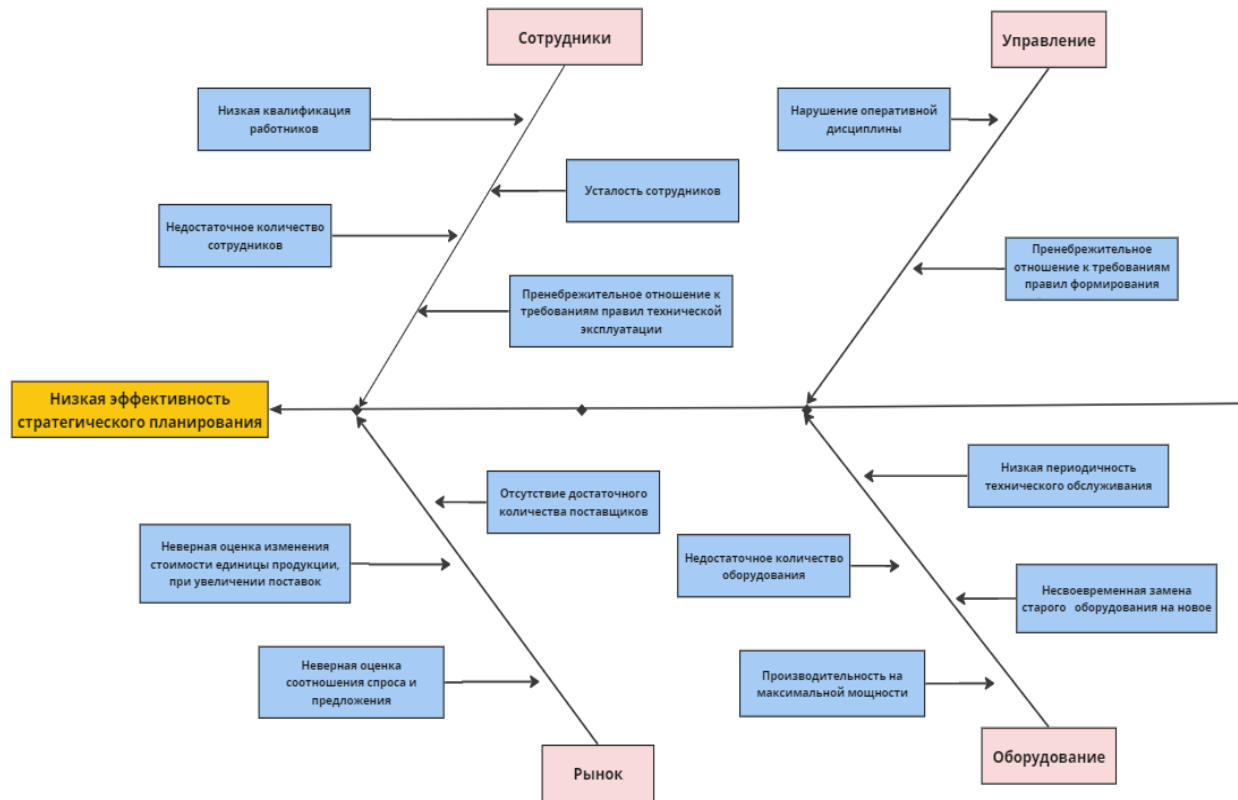 Сотрудники
Управление
Низкая квалификация
работников
Нарушение оперативной
дисциплины
Усталость сотрудников
Недостаточное количество
сотрудников
Пренебрежительное
отношение к требованиям
правил формирования
Пренебрежительное отношение к
требованиям правил технической
эксплуатации
Низкая эффективность
стратегического планирования
Низкая периодичность
технического обслуживания
Отсутствие достаточного
количества поставщиков
Неверная оценка изменения
стоимости единицы продукции,
при увеличении поставок
Недостаточное количество
оборудования
Несвоевременная замена
старого оборудования на новое
Неверная оценка
соотношения спроса и
предложения
Производительность на
максимальной мощности
Рынок
Оборудование